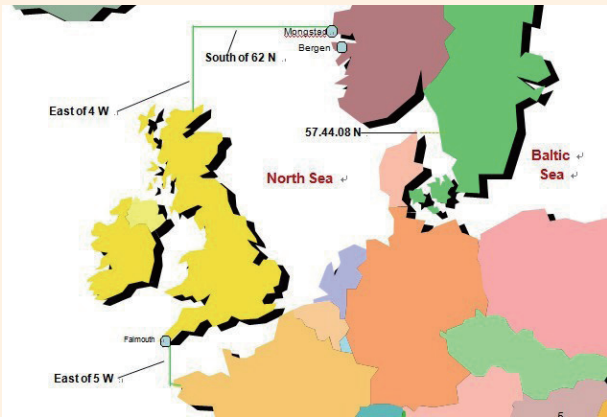 Mongstad
Bergen
South of 62 N
East of 4 W
57.44.08 N
North Sea
Baltic
Sea
Falmouth
East of 5 W
5